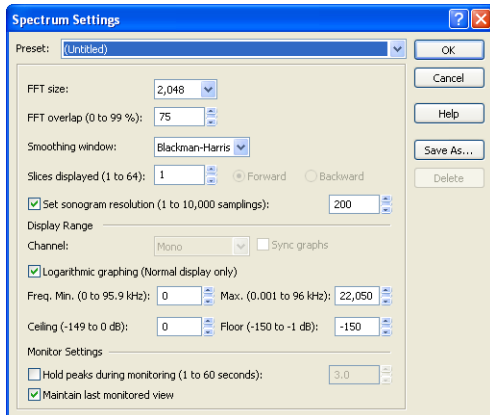 Spectrum Settings
Preset: (Untitled)
OK
Cancel
Help
Save As...
Delete
FFT size: 2,048
FFT overlap (0 to 99 %): 75
Smoothing window: Blackman-Harris
Slices displayed (1 to 64): 1 Forward Backward
Set sonogram resolution (1 to 10,000 samplings): 200
Display Range
Channel: Mono Sync graphs
Logarithmic graphing (Normal display only)
Freq. Min. (0 to 95.9 kHz): 0 Max. (0.001 to 96 kHz): 22,050
Ceiling (-149 to 0 dB): 0 Floor (-150 to -1 dB): -150
Monitor Settings
Hold peaks during monitoring (1 to 60 seconds): 3.0
Maintain last monitored view